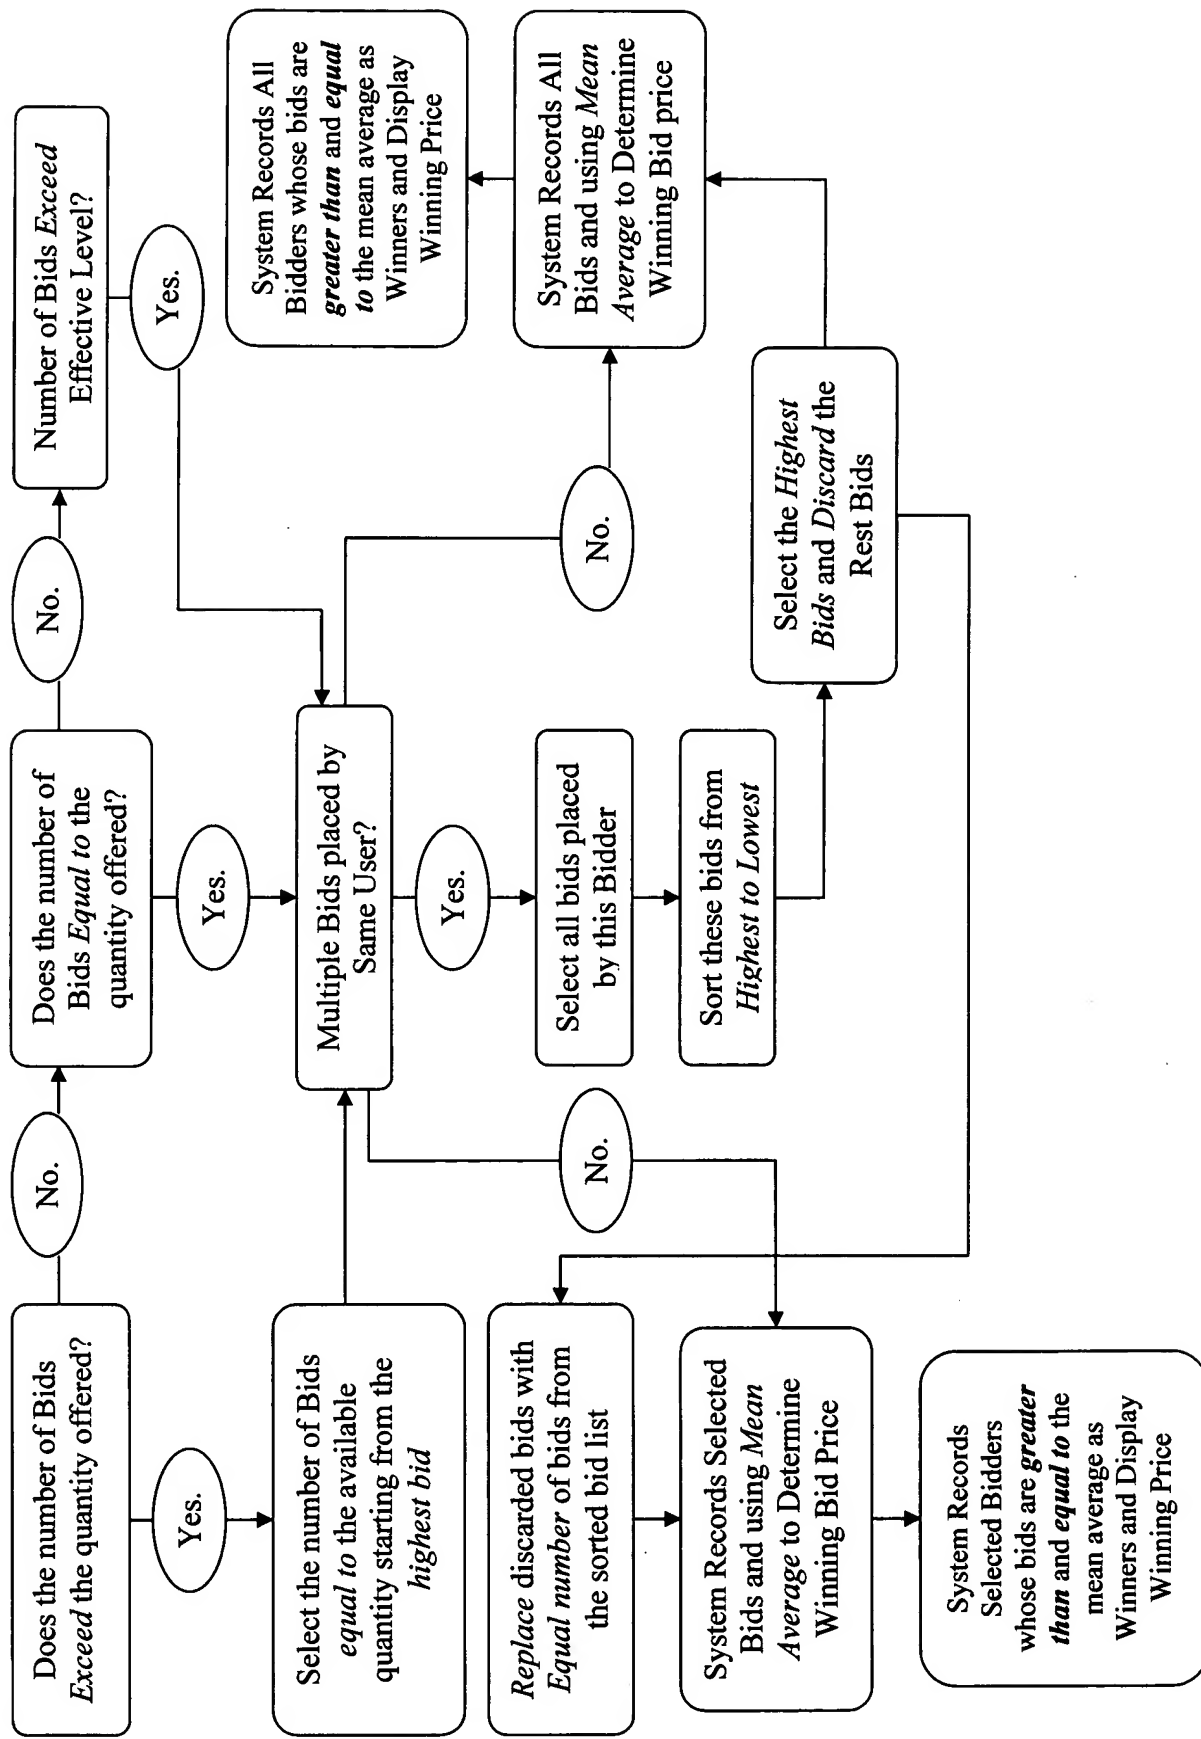 Does the number of Bids
Exceed the quantity offered?
No.
Does the number of
Bids Equal to the
quantity offered?
No.
Number of Bids Exceed
Effective Level?
Yes.
Yes.
Yes.
Select the number of Bids
equal to the available
quantity starting from the
highest bid
Multiple Bids placed by
Same User?
System Records All
Bidders whose bids are
greater than and equal
to the mean average as
Winners and Display
Winning Price
Replace discarded bids with
Equal number of bids from
the sorted bid list
No.
Yes.
No.
Select all bids placed
by this Bidder
System Records All
Bids and using Mean
Average to Determine
Winning Bid price
System Records Selected
Bids and using Mean
Average to Determine
Winning Bid Price
Sort these bids from
Highest to Lowest
Select the Highest
Bids and Discard the
Rest Bids
System Records
Selected Bidders
whose bids are greater
than and equal to the
mean average as
Winners and Display
Winning Price